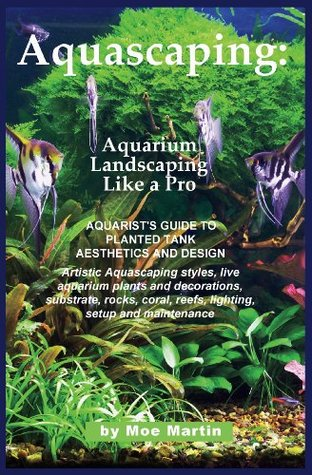 Aquascaping:
Aquarium
Landscaping
Like a Pro
AQUARIST'S GUIDE TO
PLANTED TANK
AESTHETICS AND DESIGN
Artistic Aquascaping styles, live
aquarium plants and decorations,
substrate, rocks, coral, reefs, lighting,
setup and maintenance
by Moe Martin